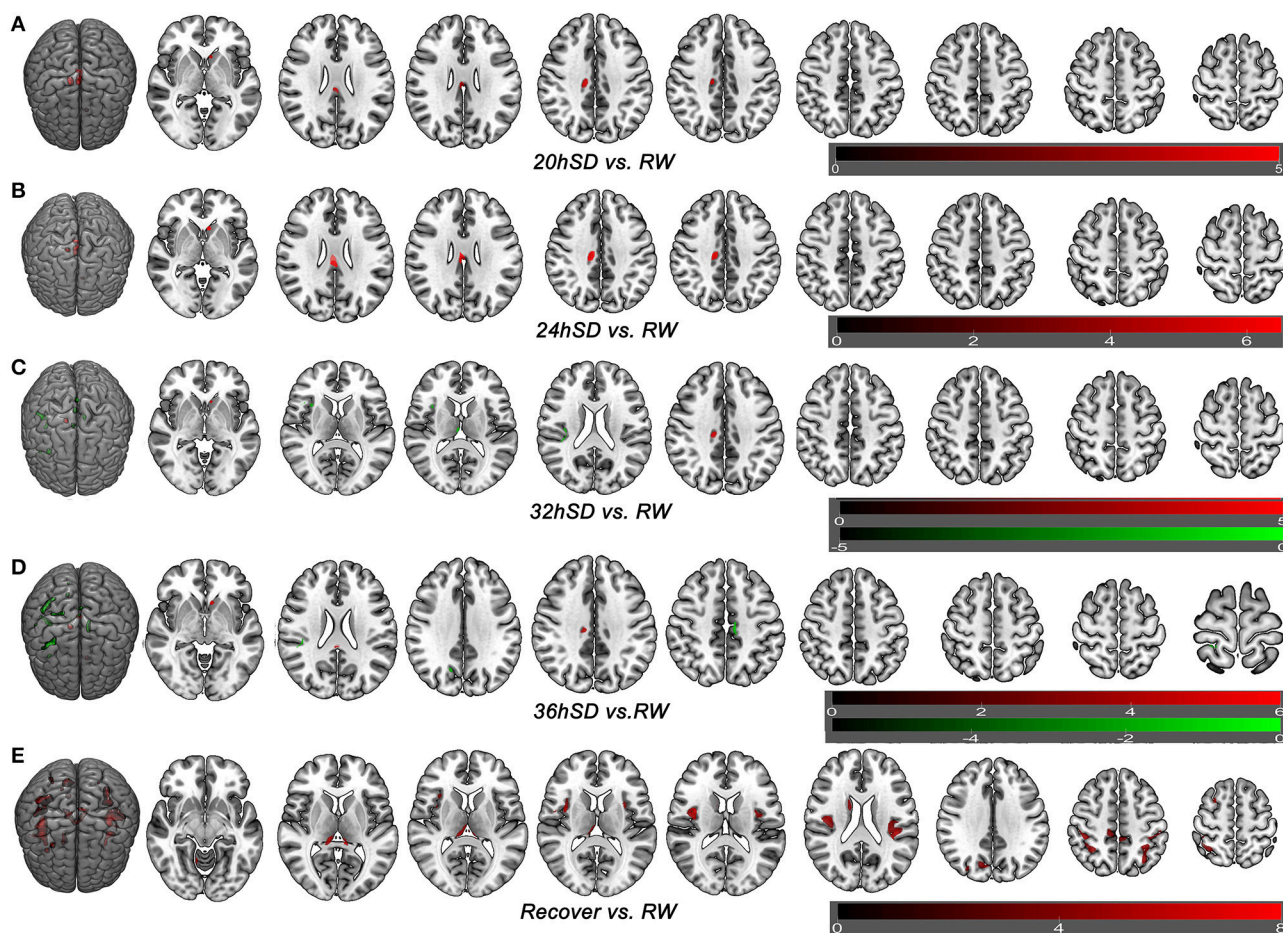 A
20hSD vs. RW
0 5
B
24hSD vs. RW
0 2 4 6
C
32hSD vs. RW
0 5
-5 0
D
36hSD vs.RW
0 2 4 6
-4 -2 0
E
Recover vs. RW
0 4 8